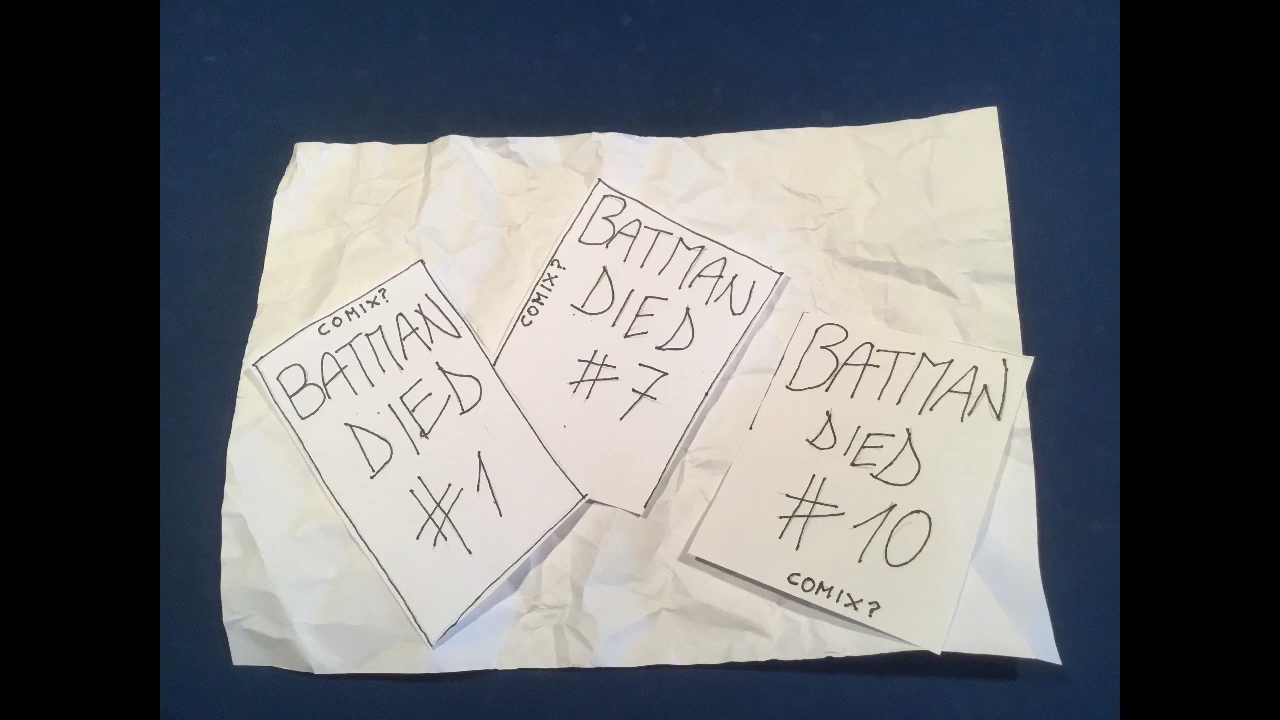 COMIX?
BATMAN
DIED
#1
COMIX?
BATMAN
DIED
#7
BATMAN
DIED
#10
COMIX?